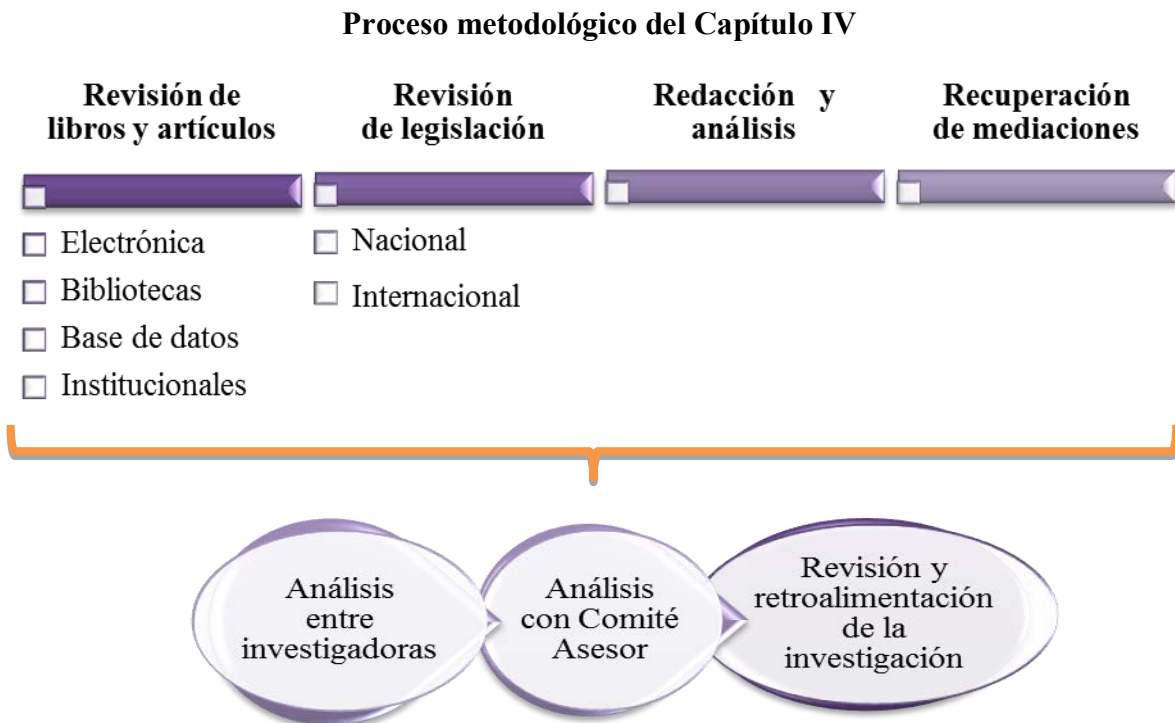 Proceso metodológico del Capítulo IV
Revisión de
libros y artículos
Electrónica
Bibliotecas
Base de datos
Institucionales
Revisión
de legislación
Nacional
Internacional
Redacción y
análisis
Recuperación
de mediaciones
Análisis
entre
investigadoras
Análisis
con Comité
Asesor
Revisión y
retroalimentación
de la
investigación